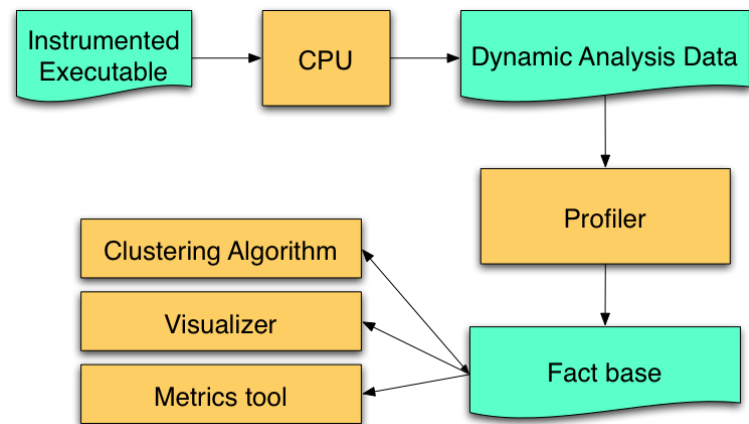 Instrumented
Executable
CPU
Dynamic Analysis Data
Profiler
Clustering Algorithm
Visualizer
Metrics tool
Fact base